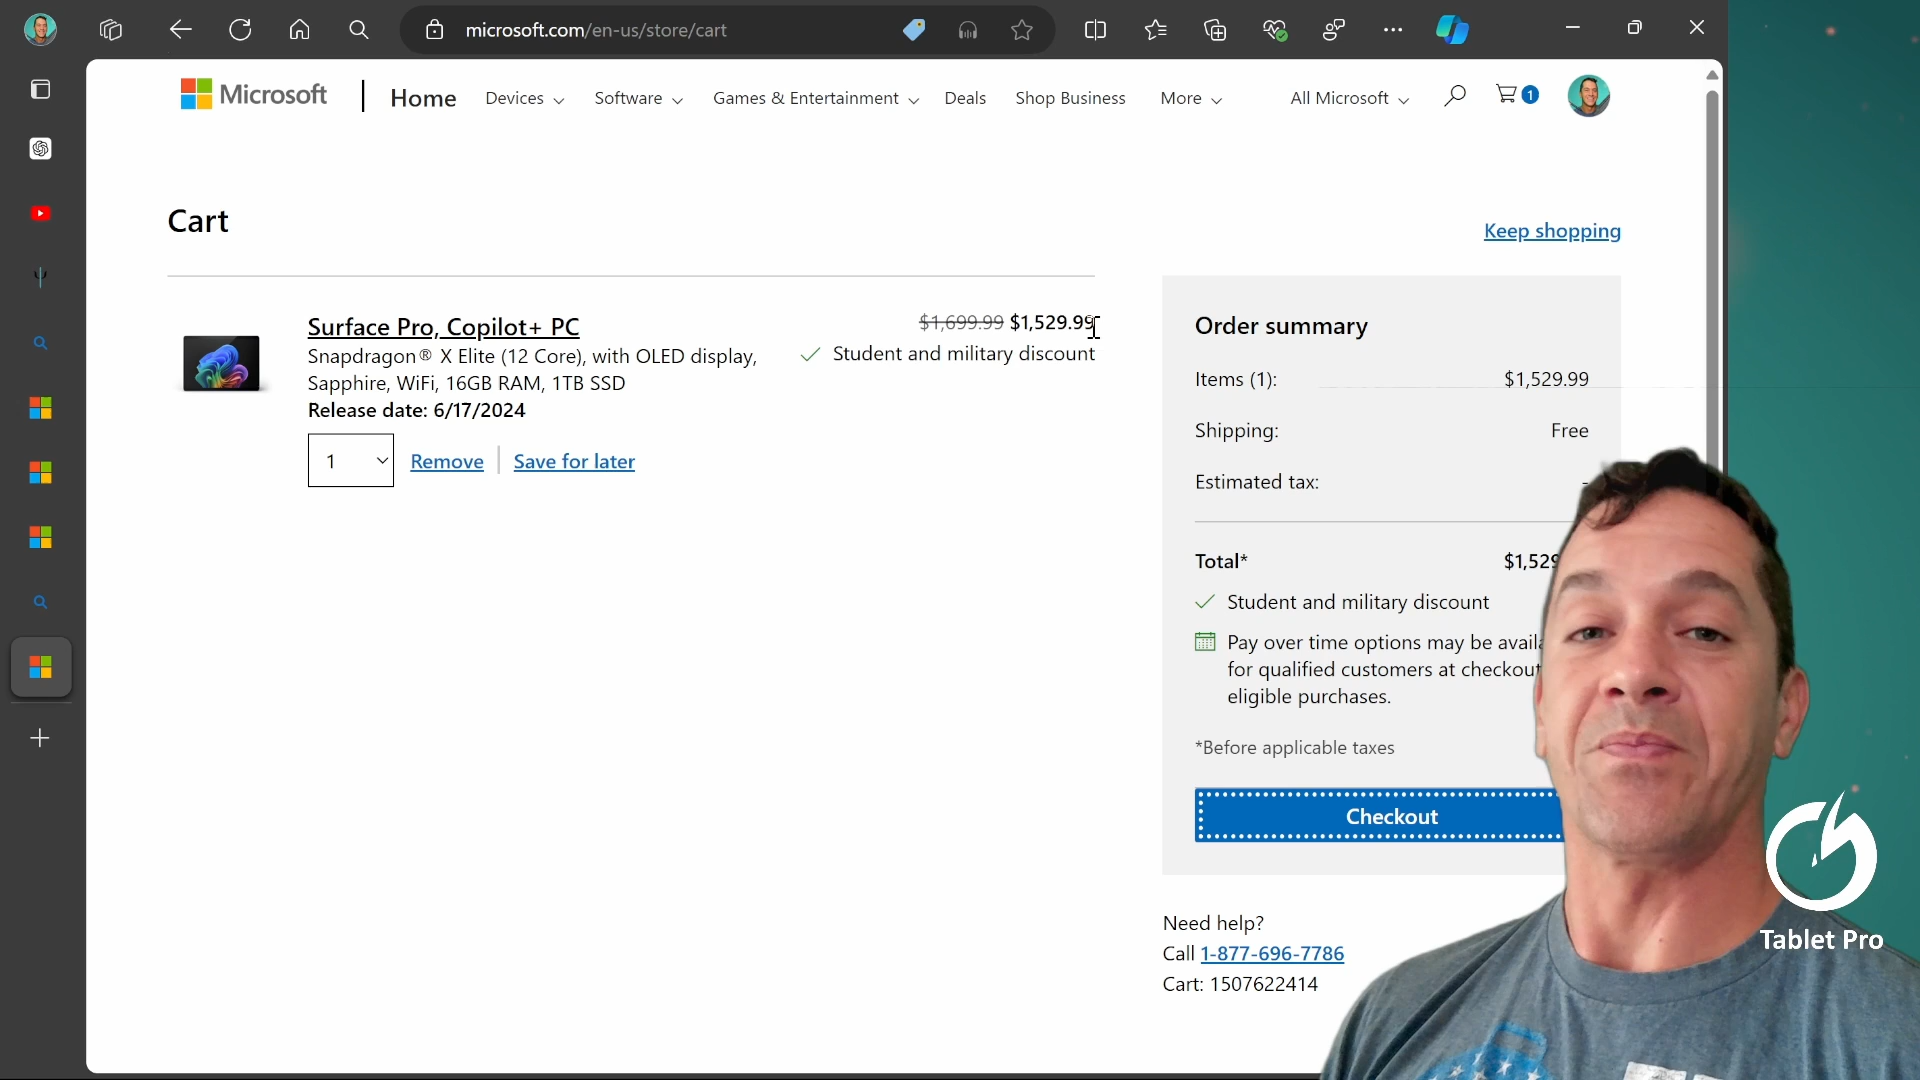 microsoft.com/en-us/store/cart
Microsoft
Home
Devices
Software
Games & Entertainment
Deals
Shop Business
More
All Microsoft
1
Cart
Keep shopping
Surface Pro, Copilot+ PC
$1,699.99 $1,529.99
Snapdragon® X Elite (12 Core), with OLED display,
Student and military discount
Sapphire, WiFi, 16GB RAM, 1TB SSD
Release date: 6/17/2024
1
Remove
Save for later
Order summary
Items (1):
$1,529.99
Shipping:
Free
Estimated tax:
-
Total*
$1,529
Student and military discount
Pay over time options may be
for qualified customers at checkout
eligible purchases.
*Before applicable taxes
Checkout
Need help?
Call 1-877-696-7786
Cart: 1507622414
Tablet Pro